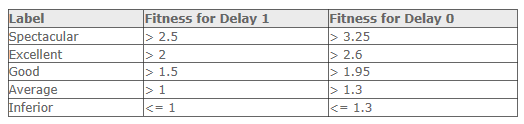 Label Fitness for Delay 1 Fitness for Delay 0
Spectacular > 2.5 > 3.25
Excellent > 2 > 2.6
Good > 1.5 > 1.95
Average > 1 > 1.3
Inferior <= 1 <= 1.3